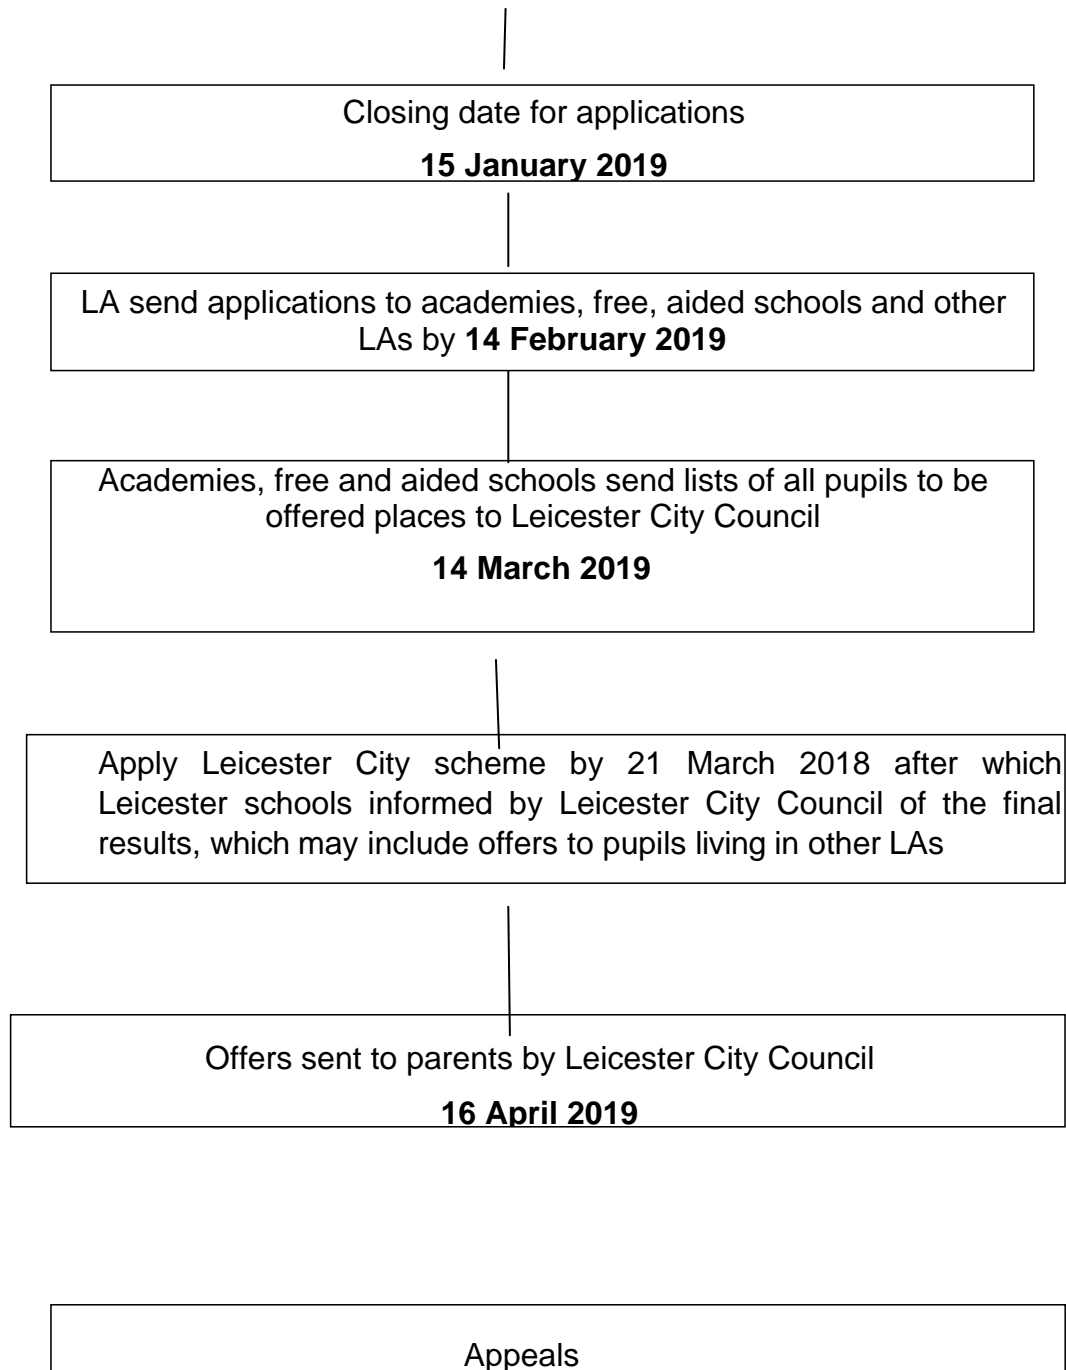 Closing date for applications
15 January 2019
LA send applications to academies, free, aided schools and other
LAs by 14 February 2019
Academies, free and aided schools send lists of all pupils to be
offered places to Leicester City Council
14 March 2019
Apply Leicester City scheme by 21 March 2018 after which
Leicester schools informed by Leicester City Council of the final
results, which may include offers to pupils living in other LAs
Offers sent to parents by Leicester City Council
16 April 2019
Appeals